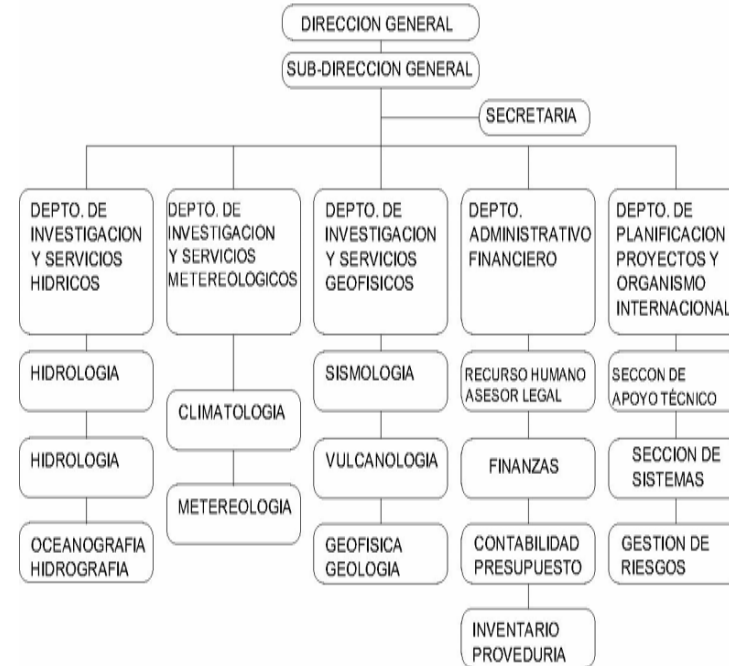 DIRECCION GENERAL
SUB-DIRECCION GENERAL
SECRETARIA
DEPTO. DE
INVESTIGACION
Y SERVICIOS
HIDRICOS
DEPTO. DE
INVESTIGACION
Y SERVICIOS
METEREOLOGICOS
DEPTO. DE
INVESTIGACION
Y SERVICIOS
GEOFISICOS
DEPTO.
ADMINISTRATIVO
FINANCIERO
DEPTO. DE
PLANIFICACION
PROYECTOS Y
ORGANISMO
INTERNACIONAL
HIDROLOGIA
HIDROLOGIA
OCEANOGRAFIA
HIDROGRAFIA
CLIMATOLOGIA
METEREOLOGIA
SISMOLOGIA
VULCANOLOGIA
GEOFISICA
GEOLOGIA
RECURSO HUMANO
ASESOR LEGAL
FINANZAS
CONTABILIDAD
PRESUPUESTO
INVENTARIO
PROVEDURIA
SECCON DE
APOYO TÉCNICO
SECCION DE
SISTEMAS
GESTION DE
RIESGOS